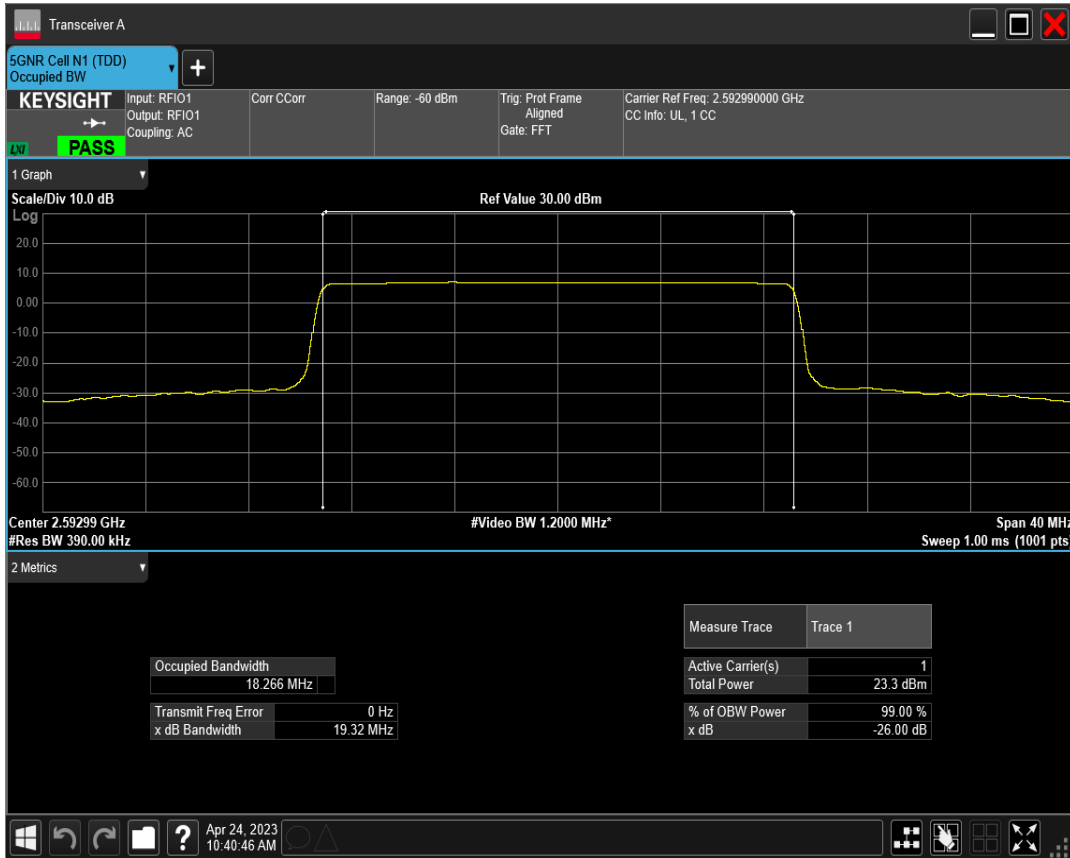 Transceiver A
5GNR Cell N1 (TDD)
Occupied BW
+
KEYSIGHT
LXI
PASS
Input: RFIO1
Output: RFIO1
Coupling: AC
Corr CCorr
Range: -60 dBm
Trig: Prot Frame
Aligned
Gate: FFT
Carrier Ref Freq: 2.592990000 GHz
CC Info: UL, 1 CC
1 Graph
Scale/Div 10.0 dB
Ref Value 30.00 dBm
Log
20.0
10.0
0.00
-10.0
-20.0
-30.0
-40.0
-50.0
-60.0
Center 2.59299 GHz
#Video BW 1.2000 MHz*
Span 40 MHz
#Res BW 390.00 kHz
Sweep 1.00 ms (1001 pts)
2 Metrics
Measure Trace Trace 1
Occupied Bandwidth
18.266 MHz
Active Carrier(s) 1
Total Power 23.3 dBm
Transmit Freq Error 0 Hz
x dB Bandwidth 19.32 MHz
% of OBW Power 99.00 %
x dB -26.00 dB
?
Apr 24, 2023
10:40:46 AM